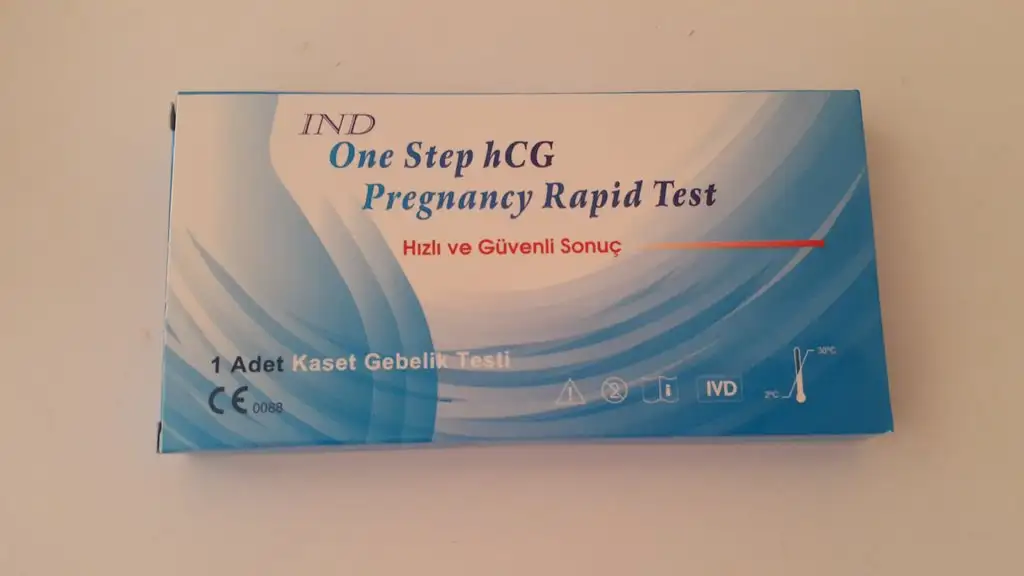 IND
One Step hCG
Pregnancy Rapid Test
Hızlı ve Güvenli Sonuç
1 Adet Kaset Gebelik Testi
CE 0088
2
i
IVD
30°C
2°C